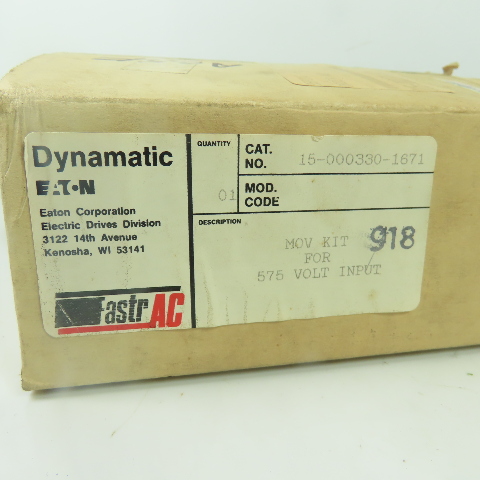 Dynamatic
EATON
Eaton Corporation
Electric Drives Division
3122 14th Avenue
Kenosha, WI 53141
astrAC
QUANTITY
01
CAT. NO. 15-000330-1671
MOD. CODE
DESCRIPTION
MOV KIT 918
FOR
575 VOLT INPUT